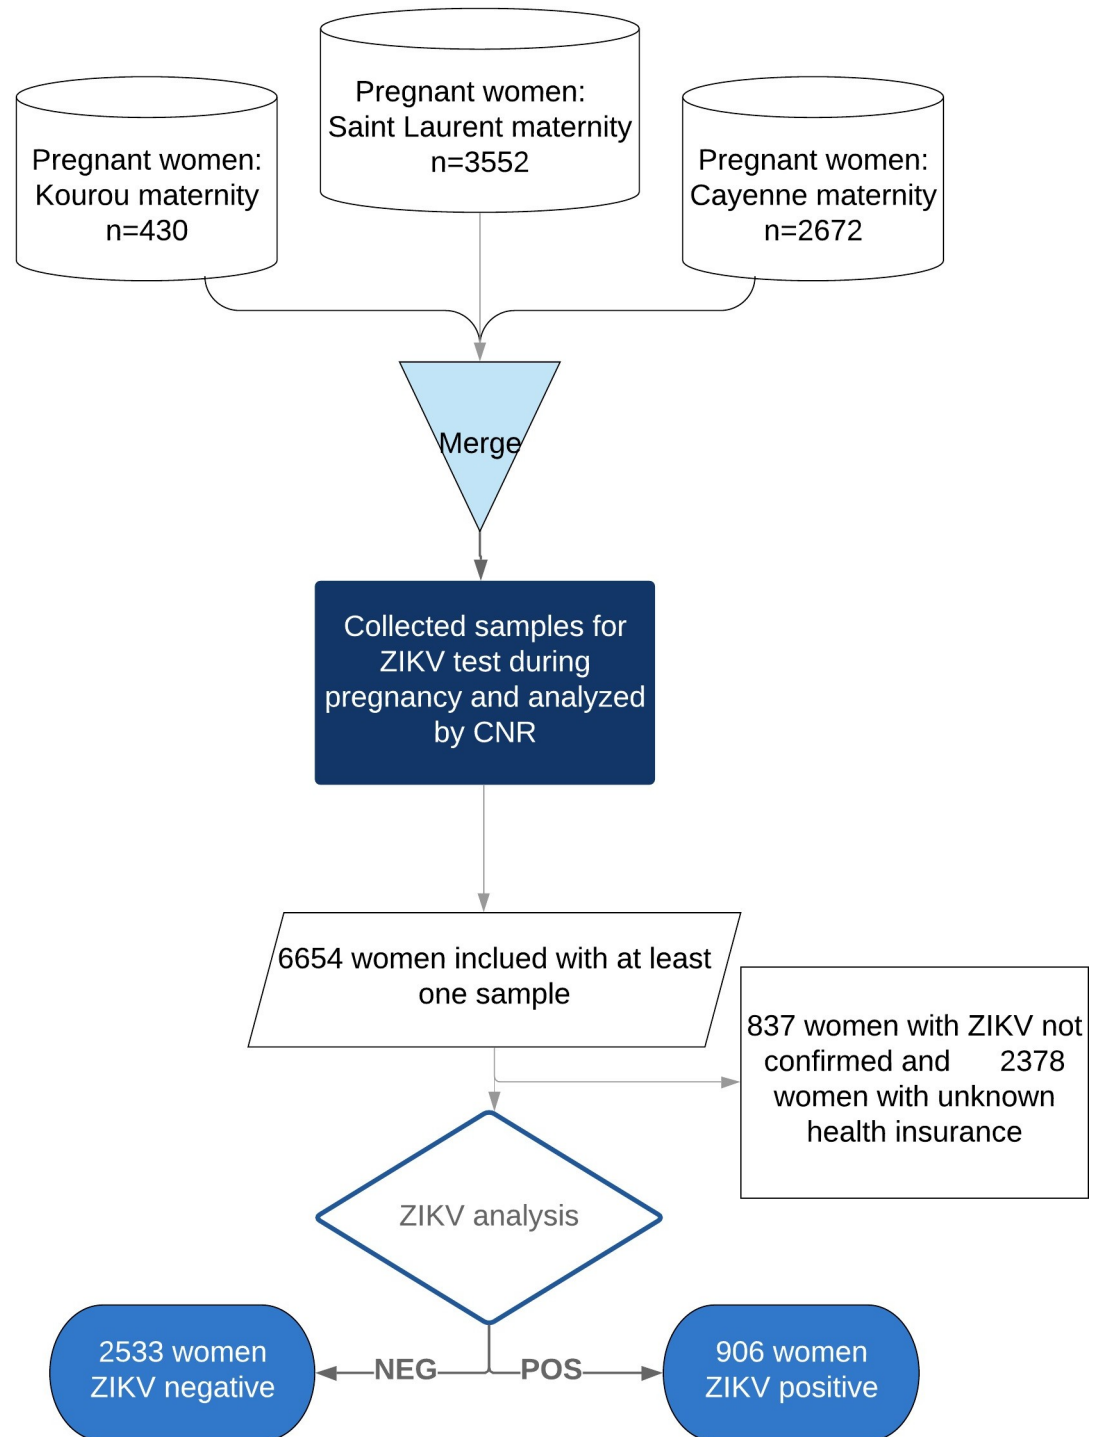 Pregnant women:
Saint Laurent maternity
n=3552
Pregnant women:
Kourou maternity
n=430
Pregnant women:
Cayenne maternity
n=2672
Merge
Collected samples for
ZIKV test during
pregnancy and analyzed
by CNR
6654 women inclued with at least
one sample
837 women with ZIKV not
confirmed and 2378
women with unknown
health insurance
ZIKV analysis
NEG
POS
2533 women
ZIKV negative
906 women
ZIKV positive